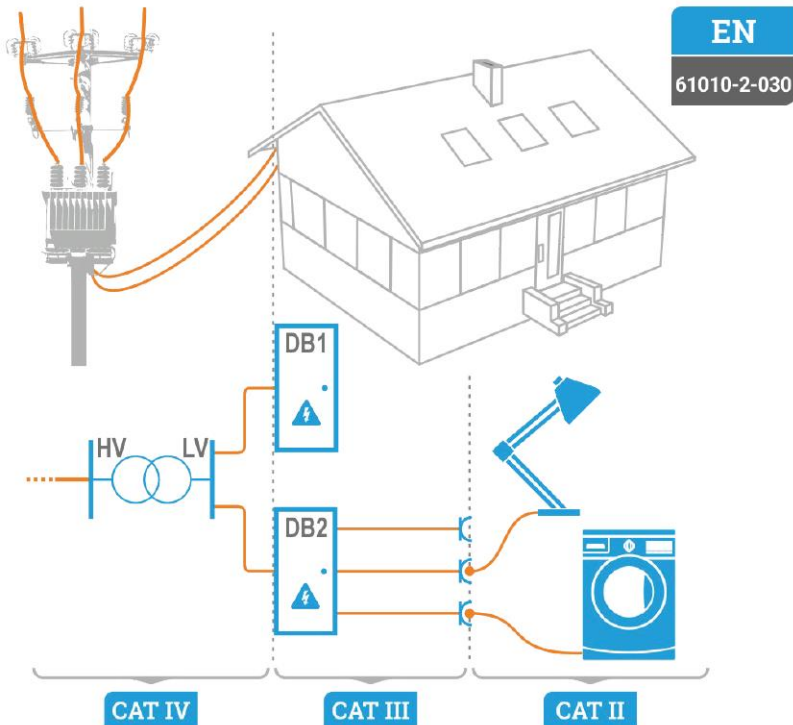 EN
61010-2-030
DB1
HV
LV
DB2
CAT IV
CAT III
CAT II